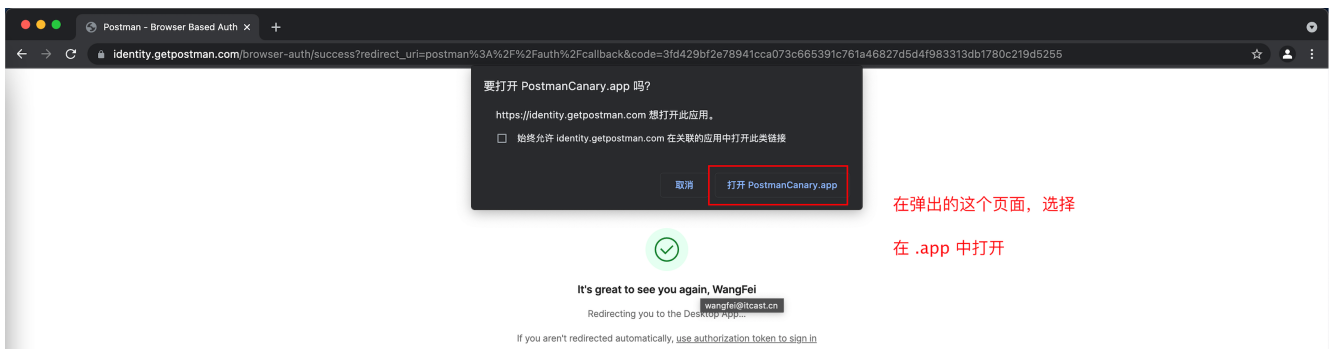 Postman - Browser Based Auth
identity.getpostman.com/browser-auth/success?redirect_uri=postman%3A%2F%2Fauth%2Fcallback&code=3fd429bf2e78941cca073c665391c761a46827d5d4f983313db1780c219d5255
要打开 PostmanCanary.app 吗?
https://identity.getpostman.com 想打开此应用。
始终允许 identity.getpostman.com 在关联的应用中打开此类链接
取消
打开 PostmanCanary.app
在弹出的这个页面，选择
在 .app 中打开
It's great to see you again, WangFei
wangfei@itcast.cn
Redirecting you to the Desktop App...
If you aren't redirected automatically, use authorization token to sign in